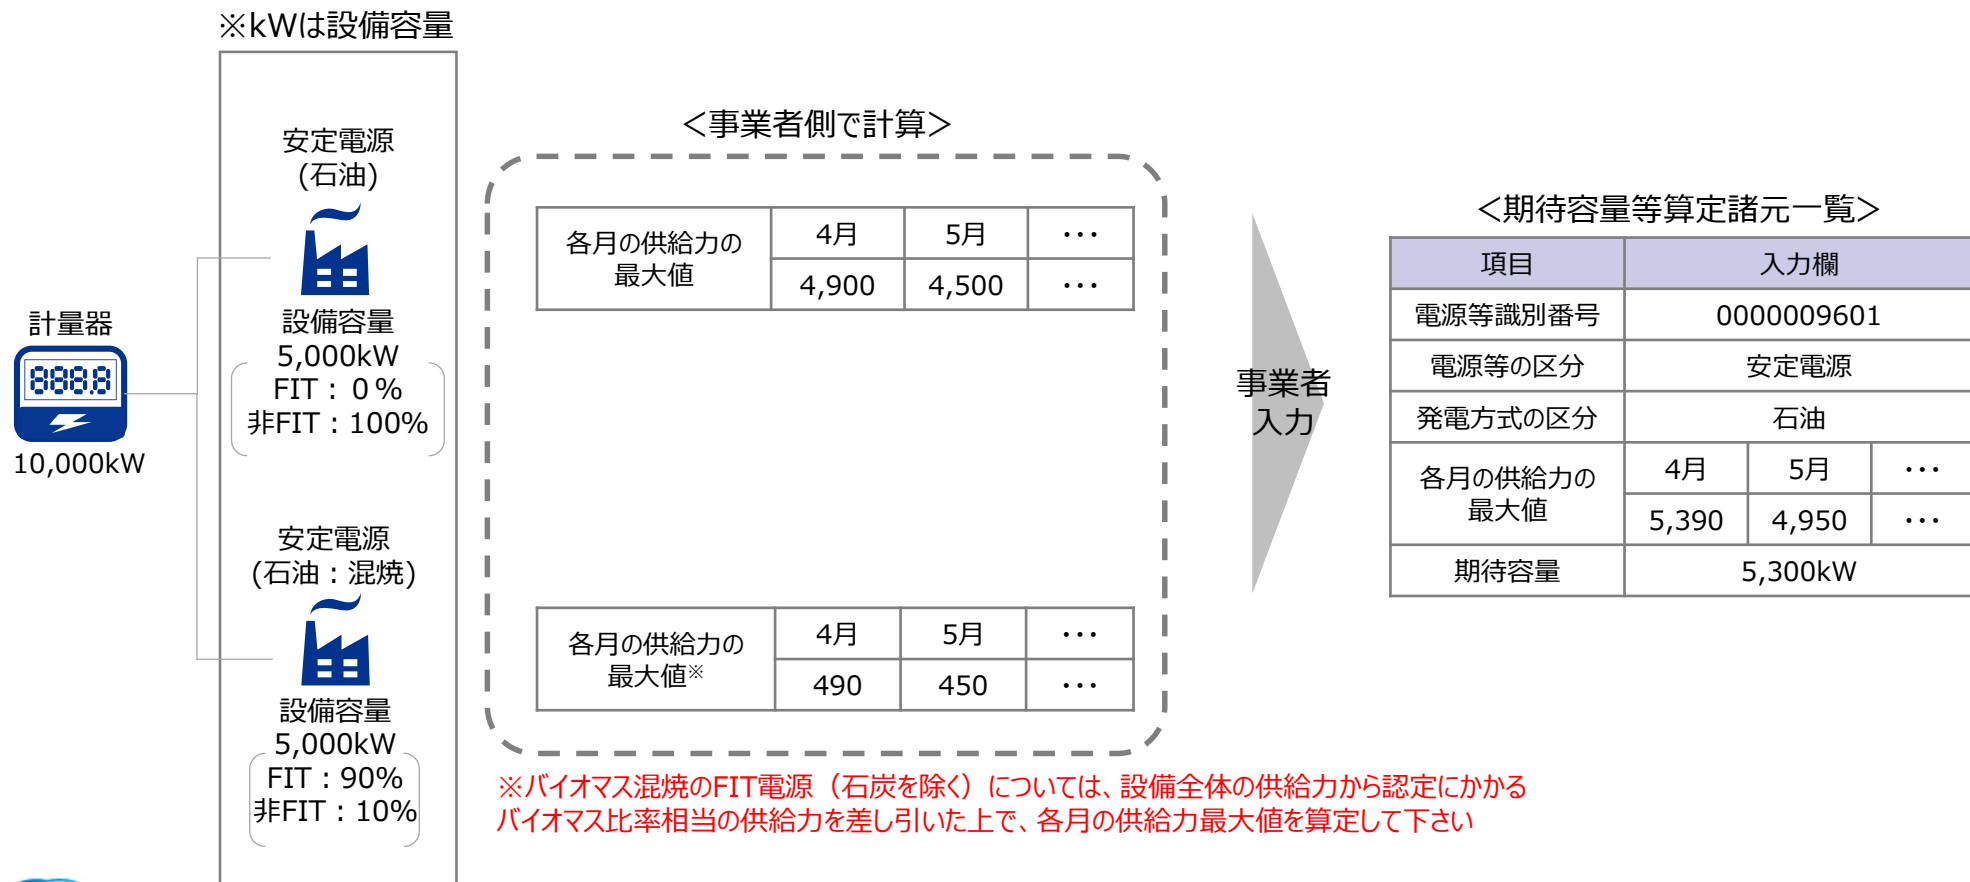 ※kWは設備容量
安定電源
(石油)
設備容量
5,000kW
FIT：0％
非FIT：100%
計量器
8888
10,000kW
安定電源
(石油：混焼)
設備容量
5,000kW
FIT：90%
非FIT：10%
＜事業者側で計算＞
各月の供給力の
最大値
4月 5月 ･･･
4,900 4,500 ･･･
各月の供給力の
最大値※
4月 5月 ･･･
490 450 ･･･
※バイオマス混焼のFIT電源（石炭を除く）については、設備全体の供給力から認定にかかる
バイオマス比率相当の供給力を差し引いた上で、各月の供給力最大値を算定して下さい
事業者
入力
＜期待容量等算定諸元一覧＞
項目 入力欄
電源等識別番号 0000009601
電源等の区分 安定電源
発電方式の区分 石油
各月の供給力の
最大値
4月 5月 ･･･
5,390 4,950 ･･･
期待容量 5,300kW